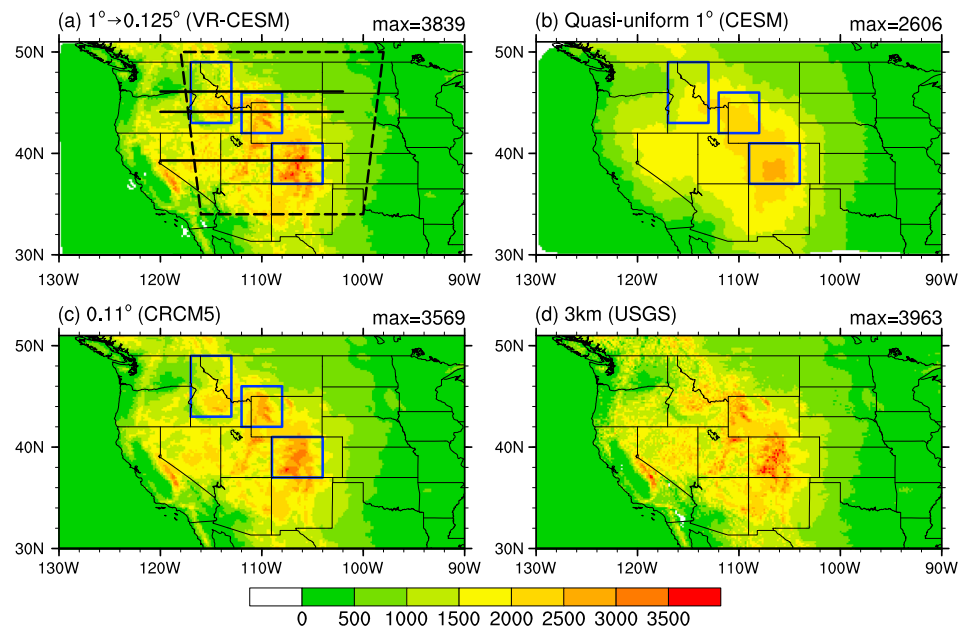 (a) 1°→0.125° (VR-CESM) max=3839
50N
40N
30N
130W 120W 110W 100W 90W
(b) Quasi-uniform 1° (CESM) max=2606
50N
40N
30N
130W 120W 110W 100W 90W
(c) 0.11° (CRCM5) max=3569
50N
40N
30N
130W 120W 110W 100W 90W
(d) 3km (USGS) max=3963
50N
40N
30N
130W 120W 110W 100W 90W
0 500 1000 1500 2000 2500 3000 3500